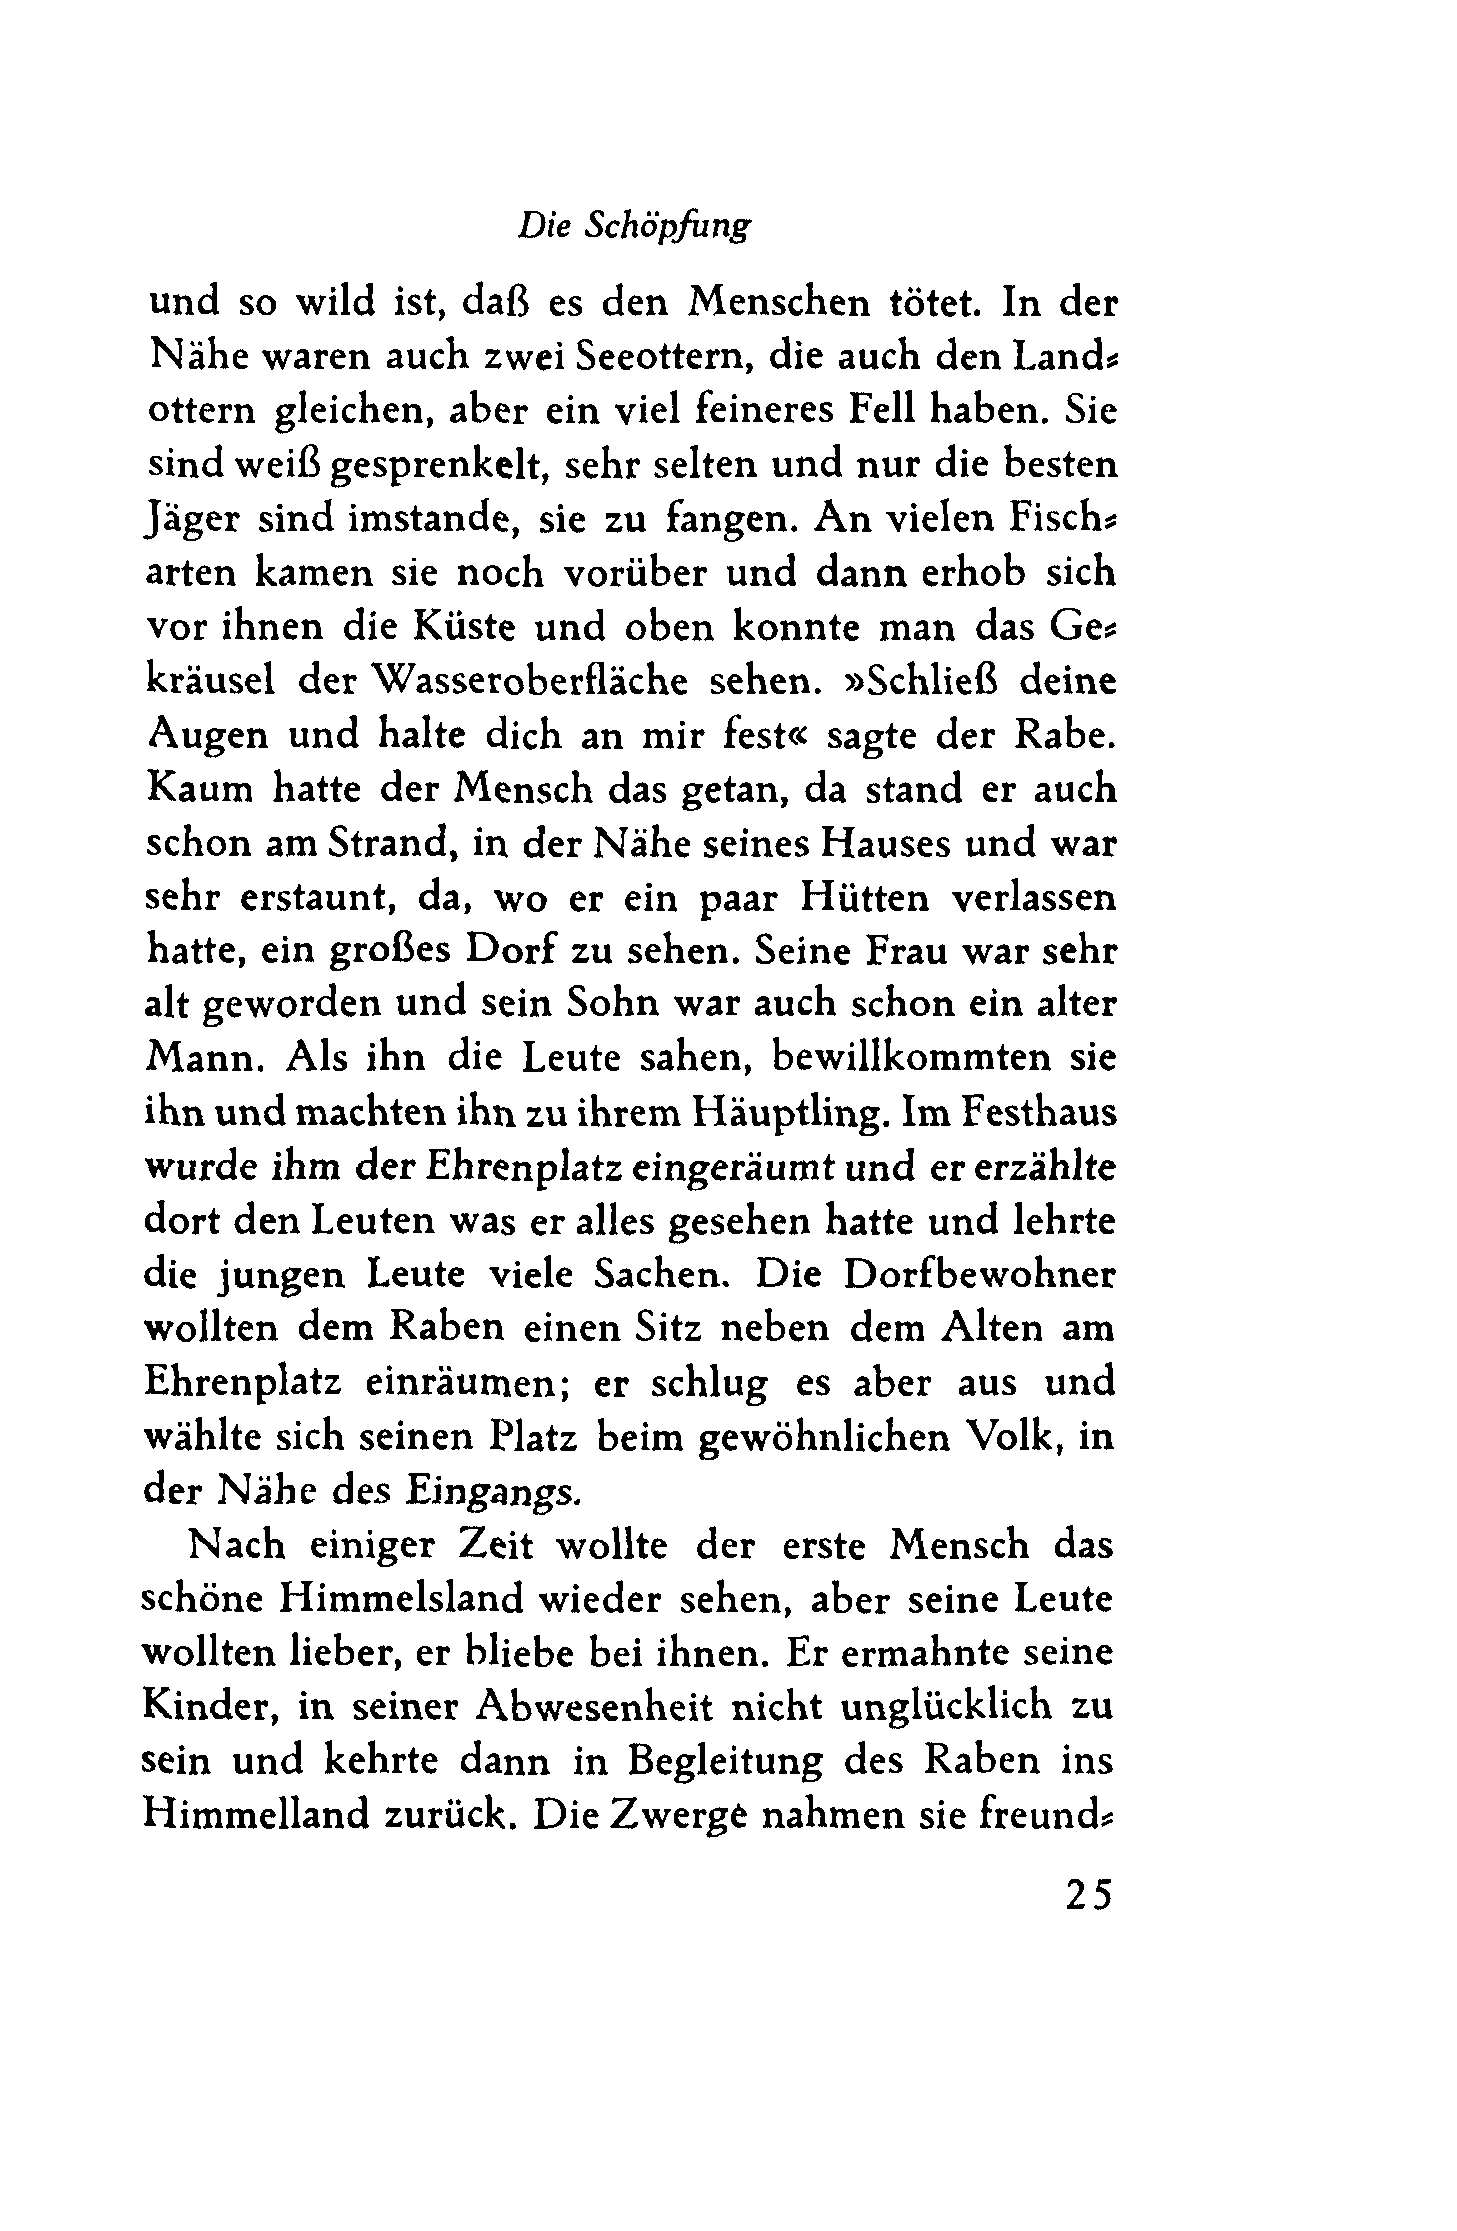 Die Schöpfung
und so wild ist, daß es den Menschen tötet. In der
Nähe waren auch zwei Seeottern, die auch den Land⸗
ottern gleichen, aber ein viel feineres Fell haben. Sie
sind weiß gesprenkelt, sehr selten und nur die besten
Jäger sind imstande, sie zu fangen. An vielen Fisch⸗
arten kamen sie noch vorüber und dann erhob sich
vor ihnen die Küste und oben konnte man das Ge⸗
kräusel der Wasseroberfläche sehen. »Schließ deine
Augen und halte dich an mir fest« sagte der Rabe.
Kaum hatte der Mensch das getan, da stand er auch
schon am Strand, in der Nähe seines Hauses und war
sehr erstaunt, da, wo er ein paar Hütten verlassen
hatte, ein großes Dorf zu sehen. Seine Frau war sehr
alt geworden und sein Sohn war auch schon ein alter
Mann. Als ihn die Leute sahen, bewillkommten sie
ihn und machten ihn zu ihrem Häuptling. Im Festhaus
wurde ihm der Ehrenplatz eingeräumt und er erzählte
dort den Leuten was er alles gesehen hatte und lehrte
die jungen Leute viele Sachen. Die Dorfbewohner
wollten dem Raben einen Sitz neben dem Alten am
Ehrenplatz einräumen; er schlug es aber aus und
wählte sich seinen Platz beim gewöhnlichen Volk, in
der Nähe des Eingangs.
Nach einiger Zeit wollte der erste Mensch das
schöne Himmelsland wieder sehen, aber seine Leute
wollten lieber, er bliebe bei ihnen. Er ermahnte seine
Kinder, in seiner Abwesenheit nicht unglücklich zu
sein und kehrte dann in Begleitung des Raben ins
Himmelland zurück. Die Zwerge nahmen sie freund⸗
25